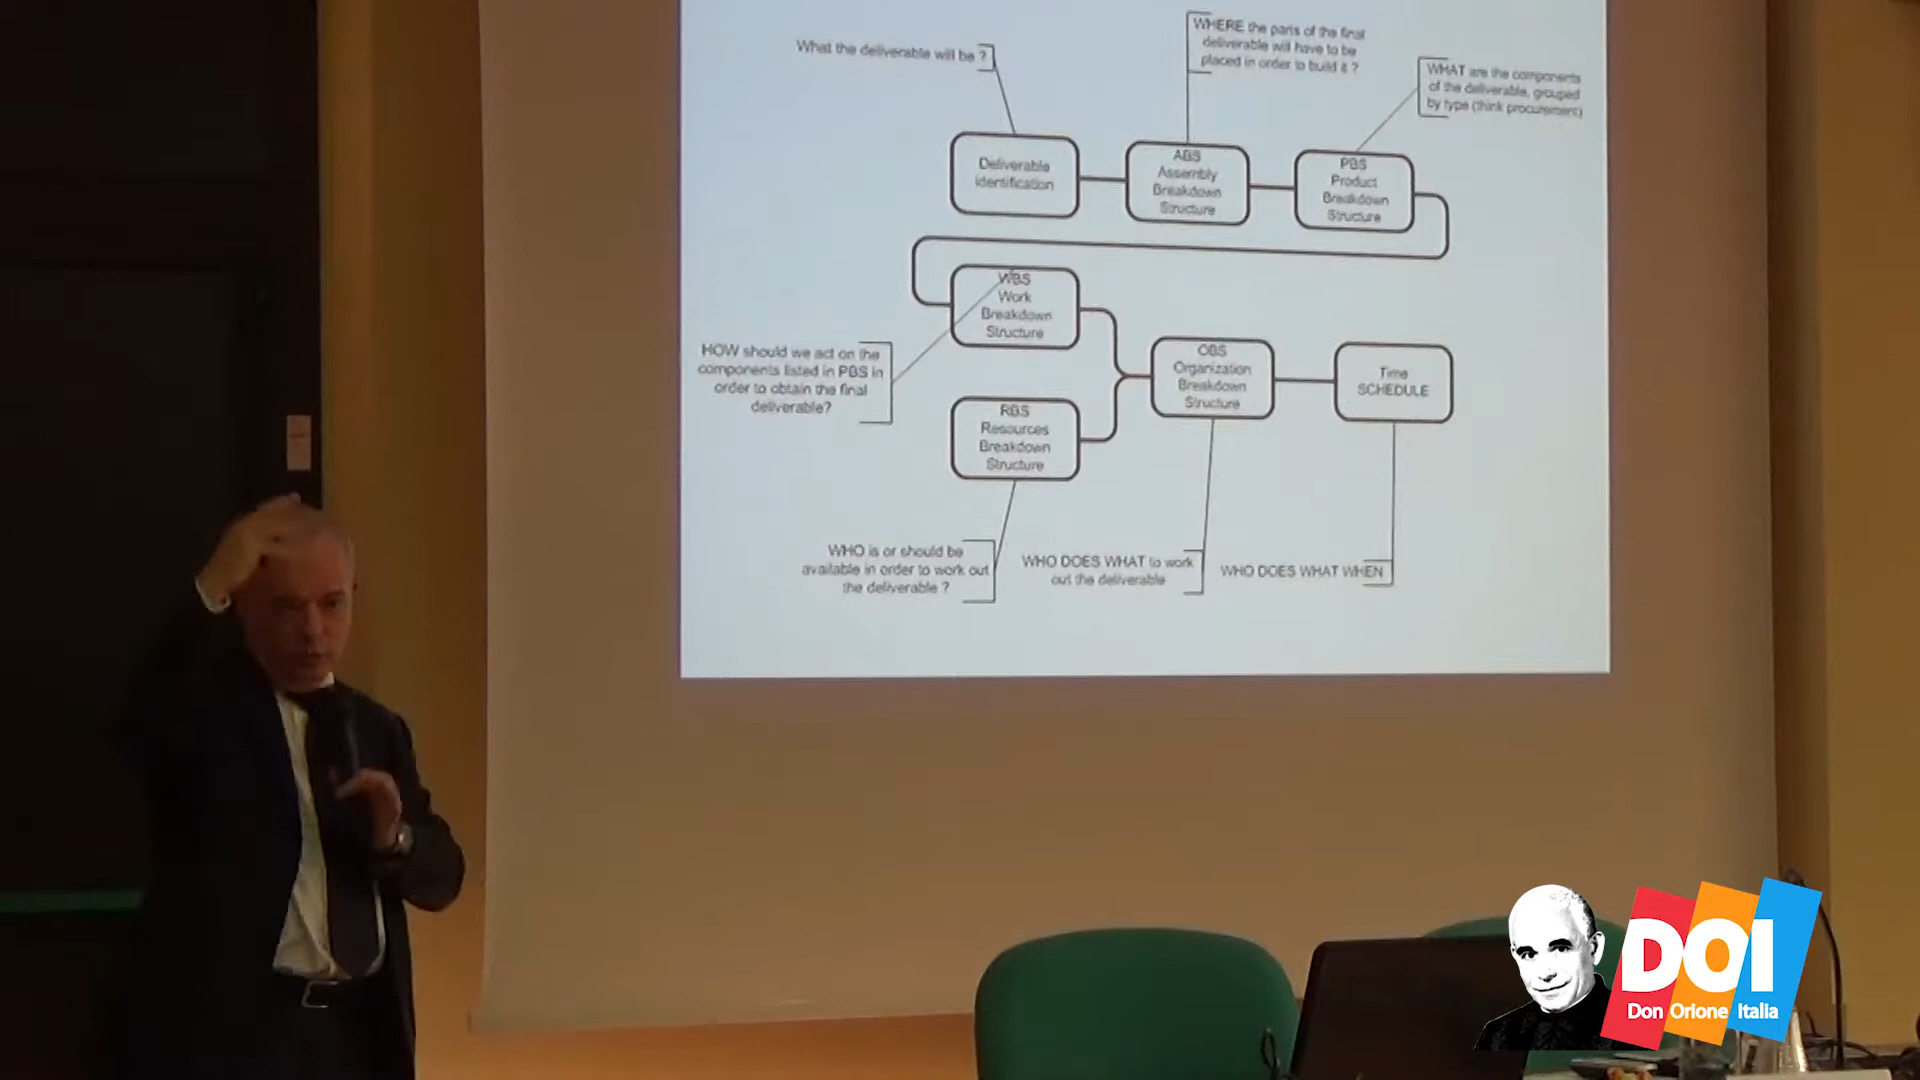 What the deliverable will be ?
WHERE the parts of the final
deliverable will have to be
placed in order to build it ?
WHAT are the components
of the deliverable, grouped
by type (think procurement)
Deliverable
identification
ABS
Assembly
Breakdown
Structure
PBS
Product
Breakdown
Structure
WBS
Work
Breakdown
Structure
HOW should we act on the
components listed in PBS in
order to obtain the final
deliverable?
RBS
Resources
Breakdown
Structure
OBS
Organization
Breakdown
Structure
Time
SCHEDULE
WHO is or should be
available in order to work out
the deliverable ?
WHO DOES WHAT to work
out the deliverable
WHO DOES WHAT WHEN
DOI
Don Orione Italia